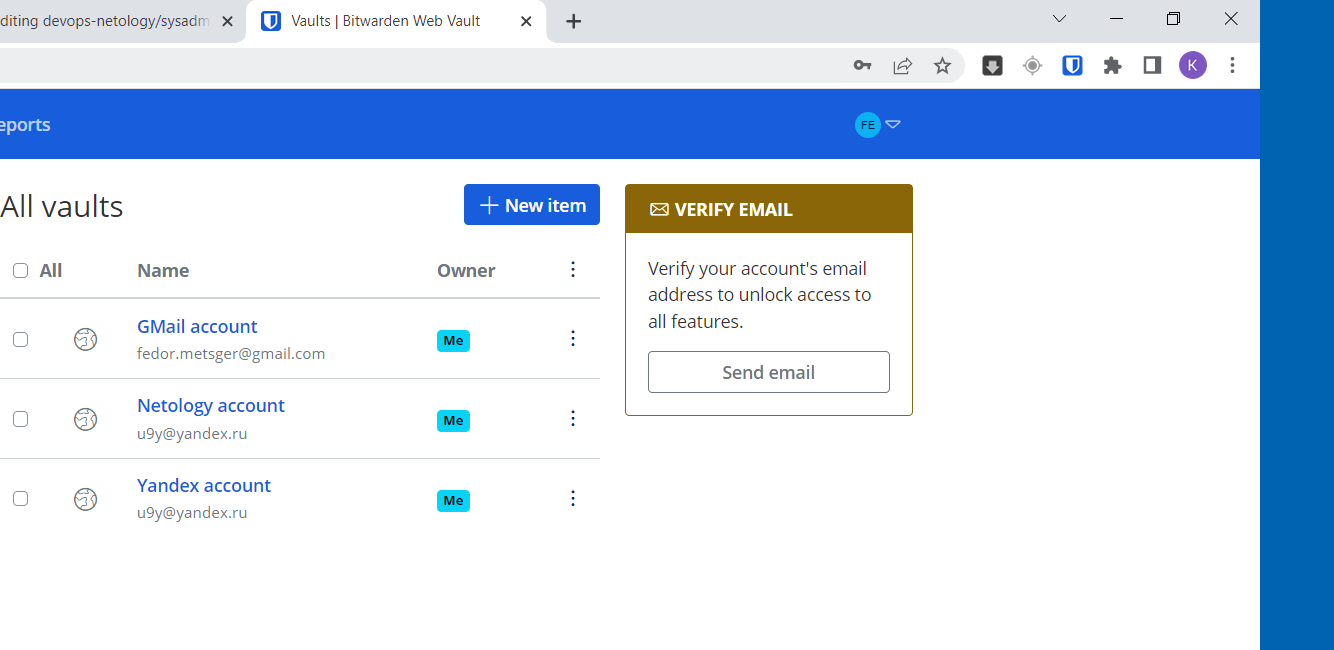 diting devops-netology/sysadm
Vaults | Bitwarden Web Vault
K
eports
FE
All vaults
New item
All Name Owner
GMail account
fedor.metsger@gmail.com
Me
Netology account
u9y@yandex.ru
Me
Yandex account
u9y@yandex.ru
Me
VERIFY EMAIL
Verify your account's email
address to unlock access to
all features.
Send email